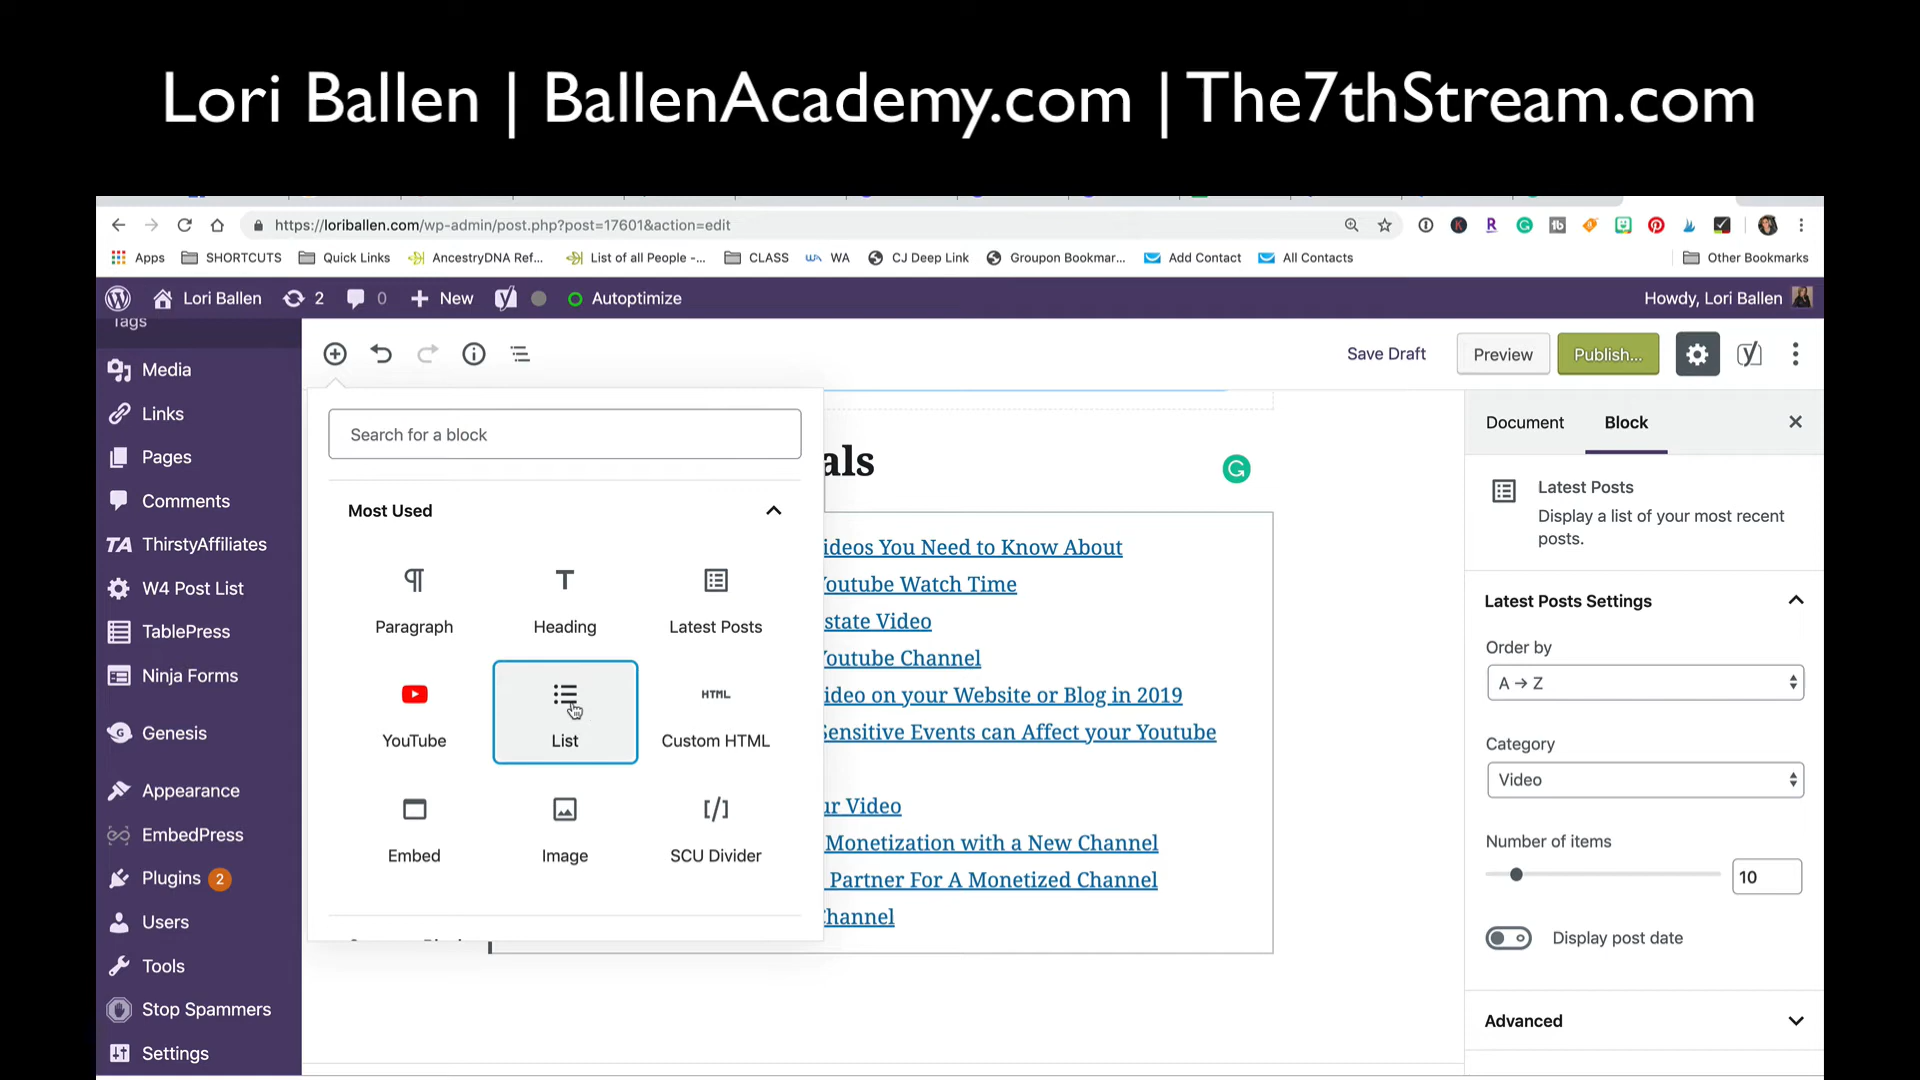 Lori Ballen | BallenAcademy.com | The7thStream.com
https://loriballen.com/wp-admin/post.php?post=17601&action=edit
Apps SHORTCUTS Quick Links AncestryDNA Ref... List of all People -... CLASS WA CJ Deep Link Groupon Bookmar... Add Contact All Contacts Other Bookmarks
Lori Ballen 2 0 New Autoptimize Howdy, Lori Ballen
Tags
Media
Links
Pages
Comments
TA ThirstyAffiliates
W4 Post List
TablePress
Ninja Forms
Genesis
Appearance
EmbedPress
Plugins 2
Users
Tools
Stop Spammers
Settings
Save Draft Preview Publish...
Search for a block
Most Used
Paragraph Heading Latest Posts
YouTube List HTML Custom HTML
Embed Image [/] SCU Divider
als
ideos You Need to Know About
outube Watch Time
state Video
outube Channel
ideo on your Website or Blog in 2019
Sensitive Events can Affect your Youtube
ur Video
Monetization with a New Channel
Partner For A Monetized Channel
hannel
Document Block
Latest Posts
Display a list of your most recent
posts.
Latest Posts Settings
Order by
A → Z
Category
Video
Number of items
10
Display post date
Advanced